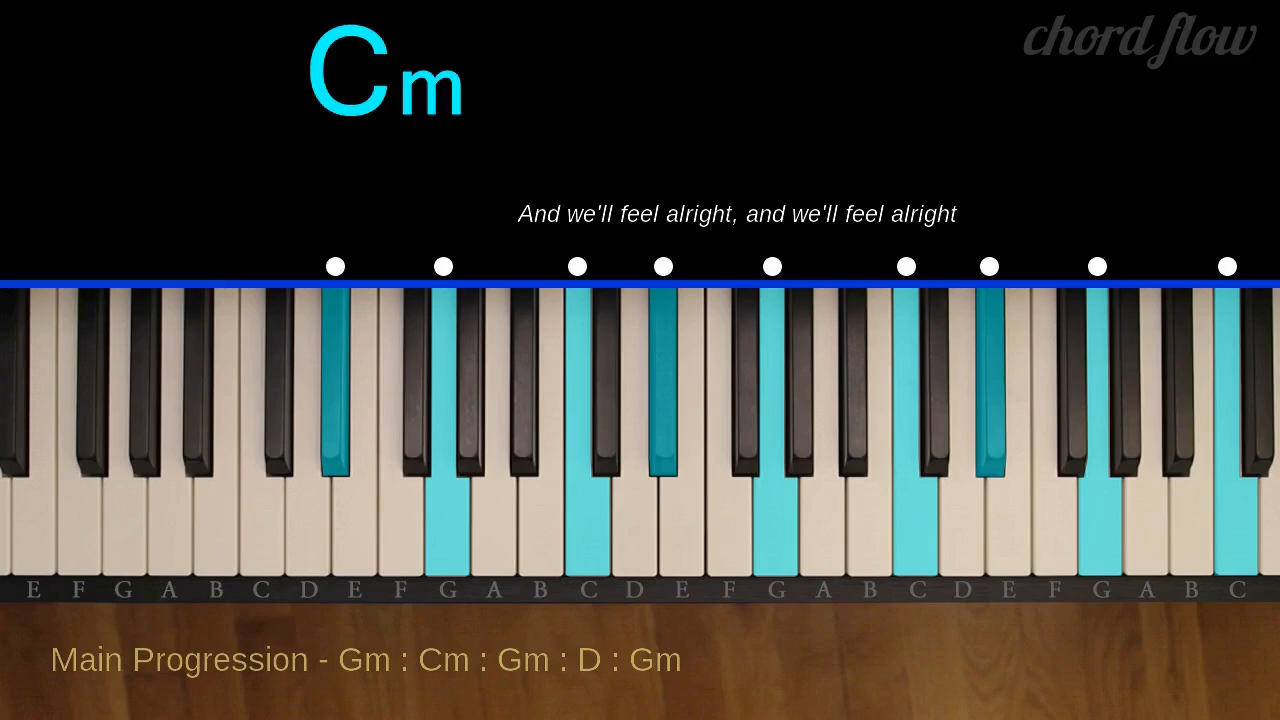 chord flow
Cm
And we'll feel alright, and we'll feel alright
E F G A B C D E F G A B C D E F G A B C D E F G A B C
Main Progression - Gm : Cm : Gm : D : Gm